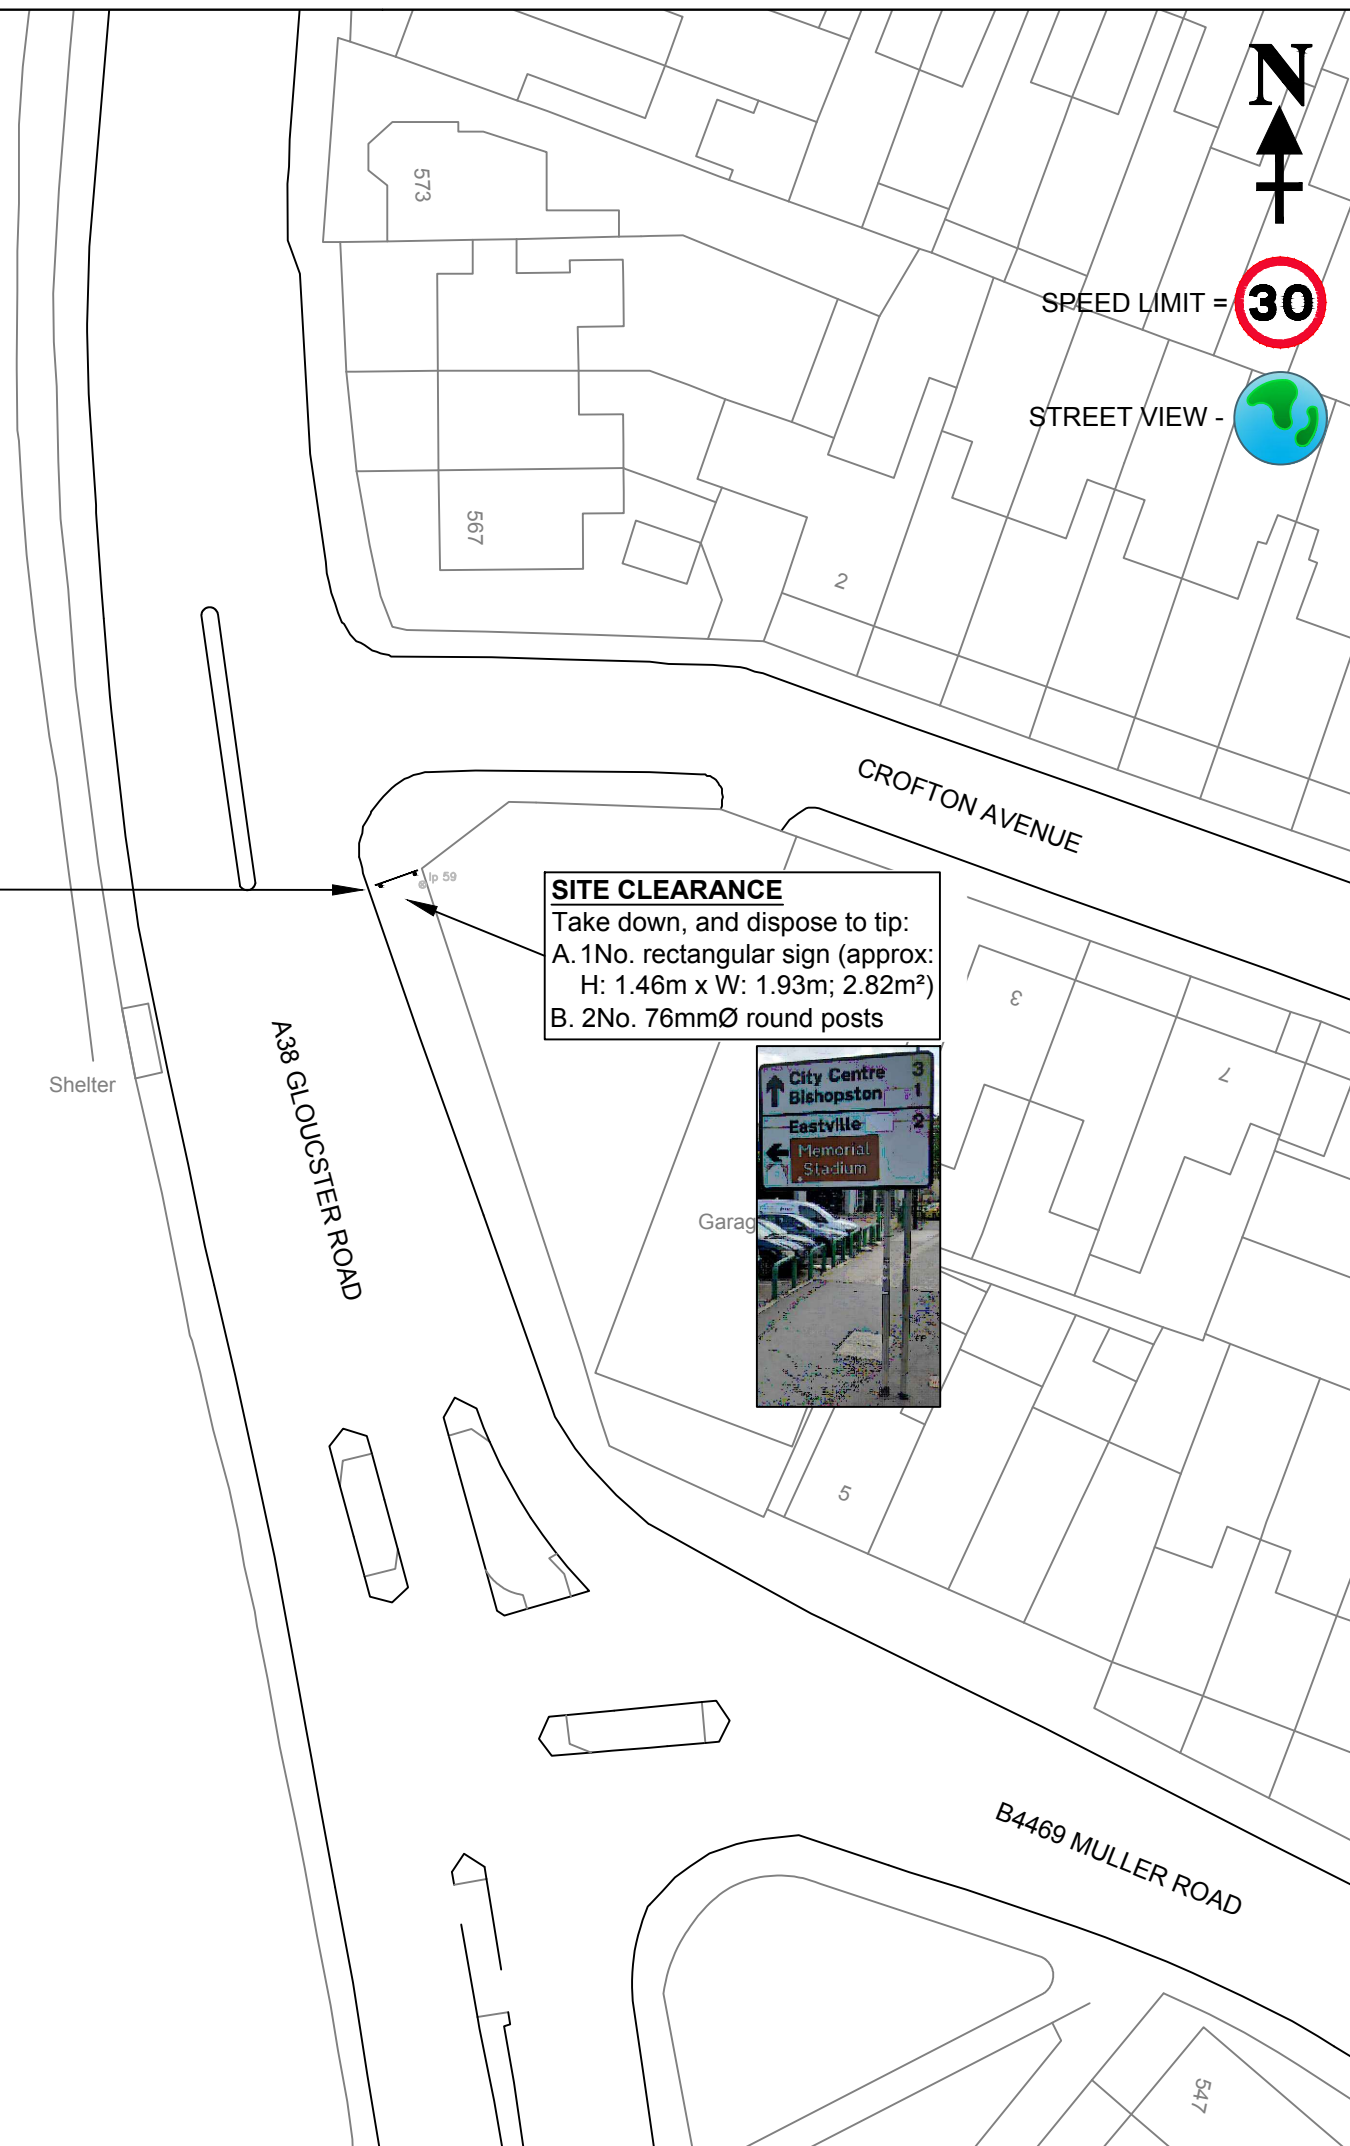 N
573
SPEED LIMIT = 30
STREET VIEW -
567
2
CROFTON AVENUE
lp 59
SITE CLEARANCE
Take down, and dispose to tip:
A. 1No. rectangular sign (approx:
H: 1.46m x W: 1.93m; 2.82m²)
B. 2No. 76mmØ round posts
3
7
A38 GLOUCSTER ROAD
Shelter
City Centre 3
Bishopston 1
Eastville 2
Memorial
Stadium
Garag
5
B4469 MULLER ROAD
547